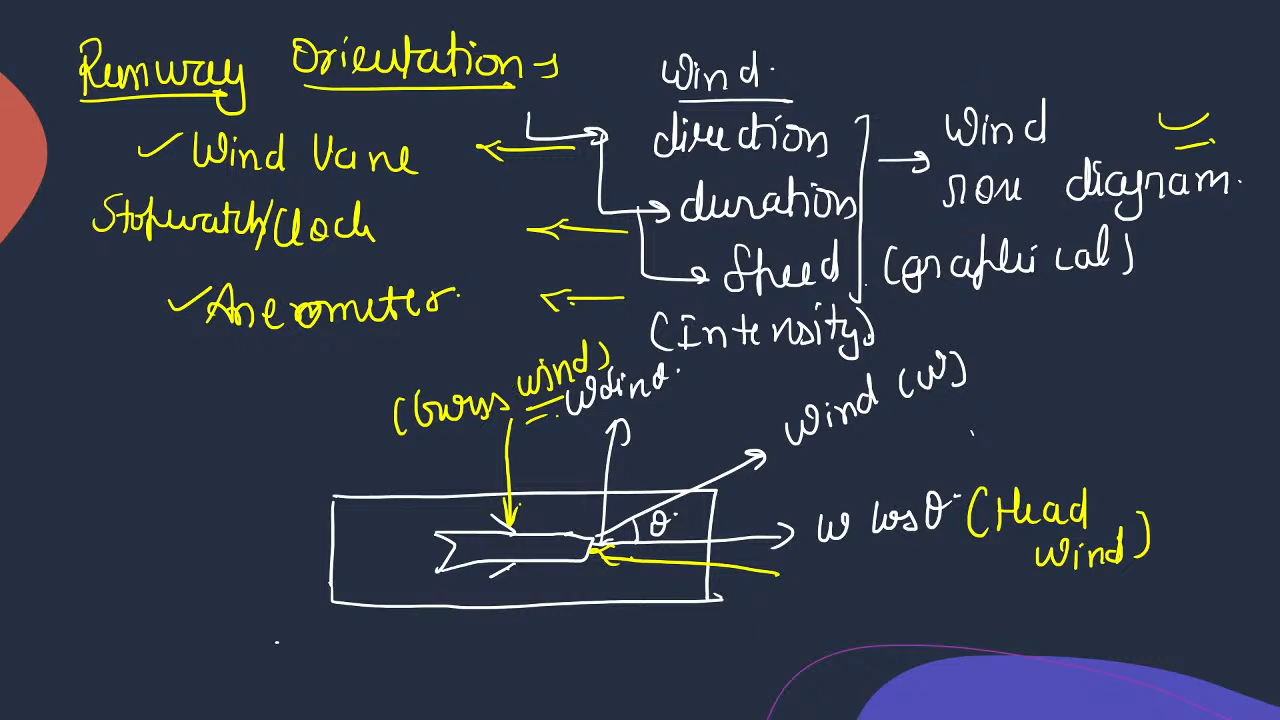 Runway Orientation
Wind
direction
duration
Speed
(Intensity)
Wind
rose diagram.
(graphical)
Wind Vane
Stopwatch/Clock
Anerometer
(Cross wind)
Wind (W)
θ
W cosθ (Head
wind)